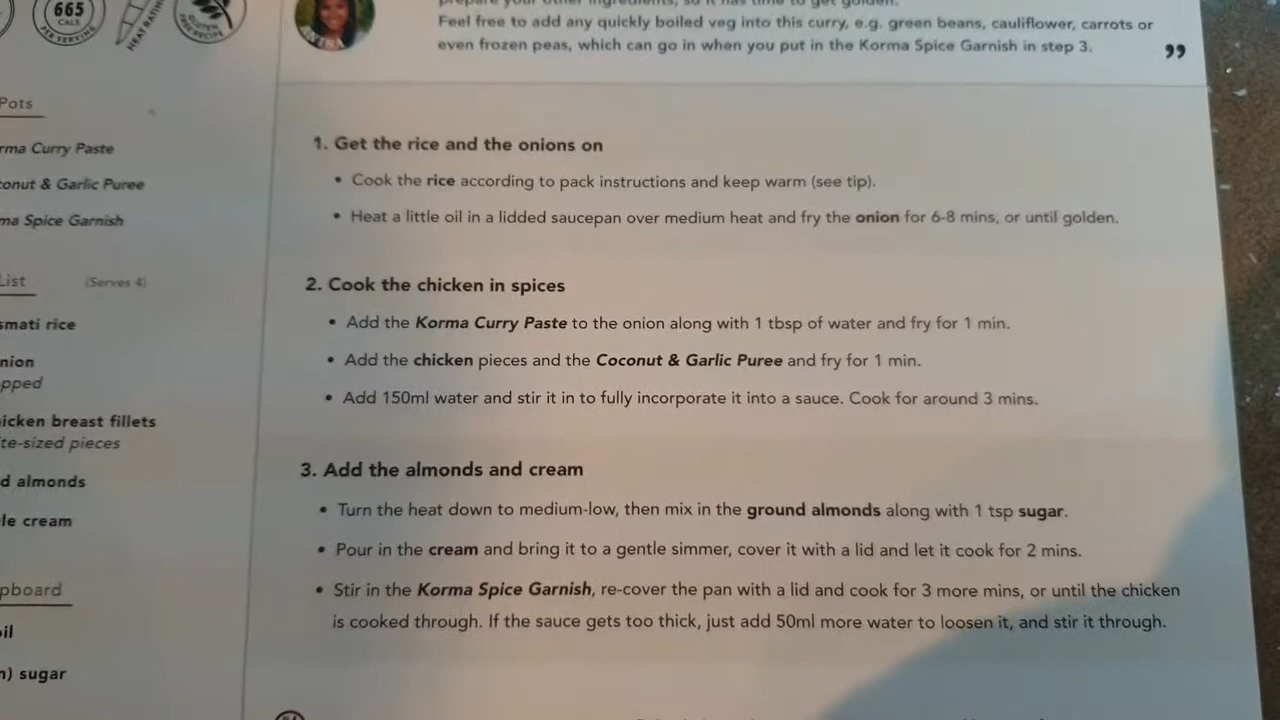 665
CALS
PER SERVING
HEAT RATING
Feel free to add any quickly boiled veg into this curry, e.g. green beans, cauliflower, carrots or
even frozen peas, which can go in when you put in the Korma Spice Garnish in step 3.
”
Pots
rma Curry Paste
conut & Garlic Puree
ma Spice Garnish
List (Serves 4)
smati rice
nion
pped
icken breast fillets
te-sized pieces
d almonds
le cream
pboard
oil
n) sugar
1. Get the rice and the onions on
• Cook the rice according to pack instructions and keep warm (see tip).
• Heat a little oil in a lidded saucepan over medium heat and fry the onion for 6-8 mins, or until golden.
2. Cook the chicken in spices
• Add the Korma Curry Paste to the onion along with 1 tbsp of water and fry for 1 min.
• Add the chicken pieces and the Coconut & Garlic Puree and fry for 1 min.
• Add 150ml water and stir it in to fully incorporate it into a sauce. Cook for around 3 mins.
3. Add the almonds and cream
• Turn the heat down to medium-low, then mix in the ground almonds along with 1 tsp sugar.
• Pour in the cream and bring it to a gentle simmer, cover it with a lid and let it cook for 2 mins.
• Stir in the Korma Spice Garnish, re-cover the pan with a lid and cook for 3 more mins, or until the chicken
is cooked through. If the sauce gets too thick, just add 50ml more water to loosen it, and stir it through.